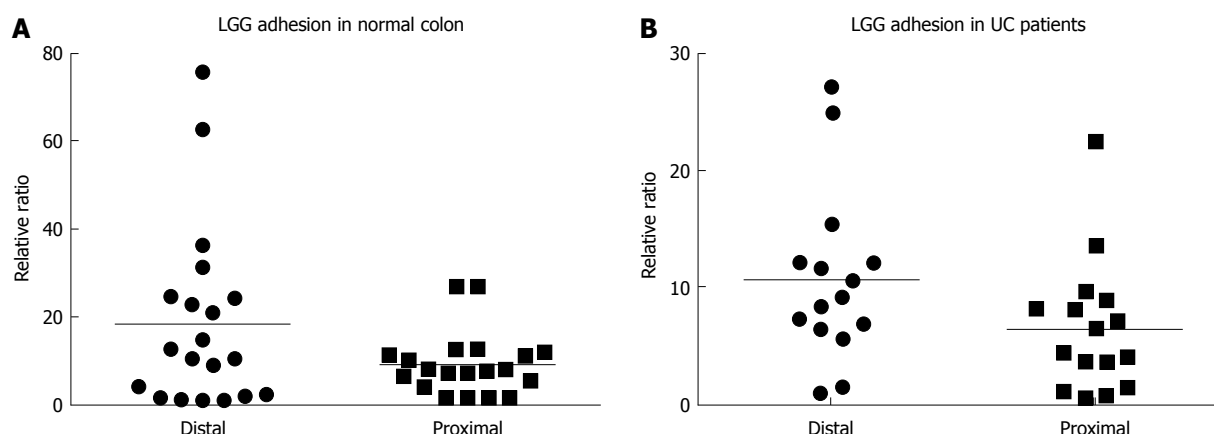 A
LGG adhesion in normal colon
Relative ratio
80
60
40
20
0
Distal
Proximal
B
LGG adhesion in UC patients
Relative ratio
30
20
10
0
Distal
Proximal